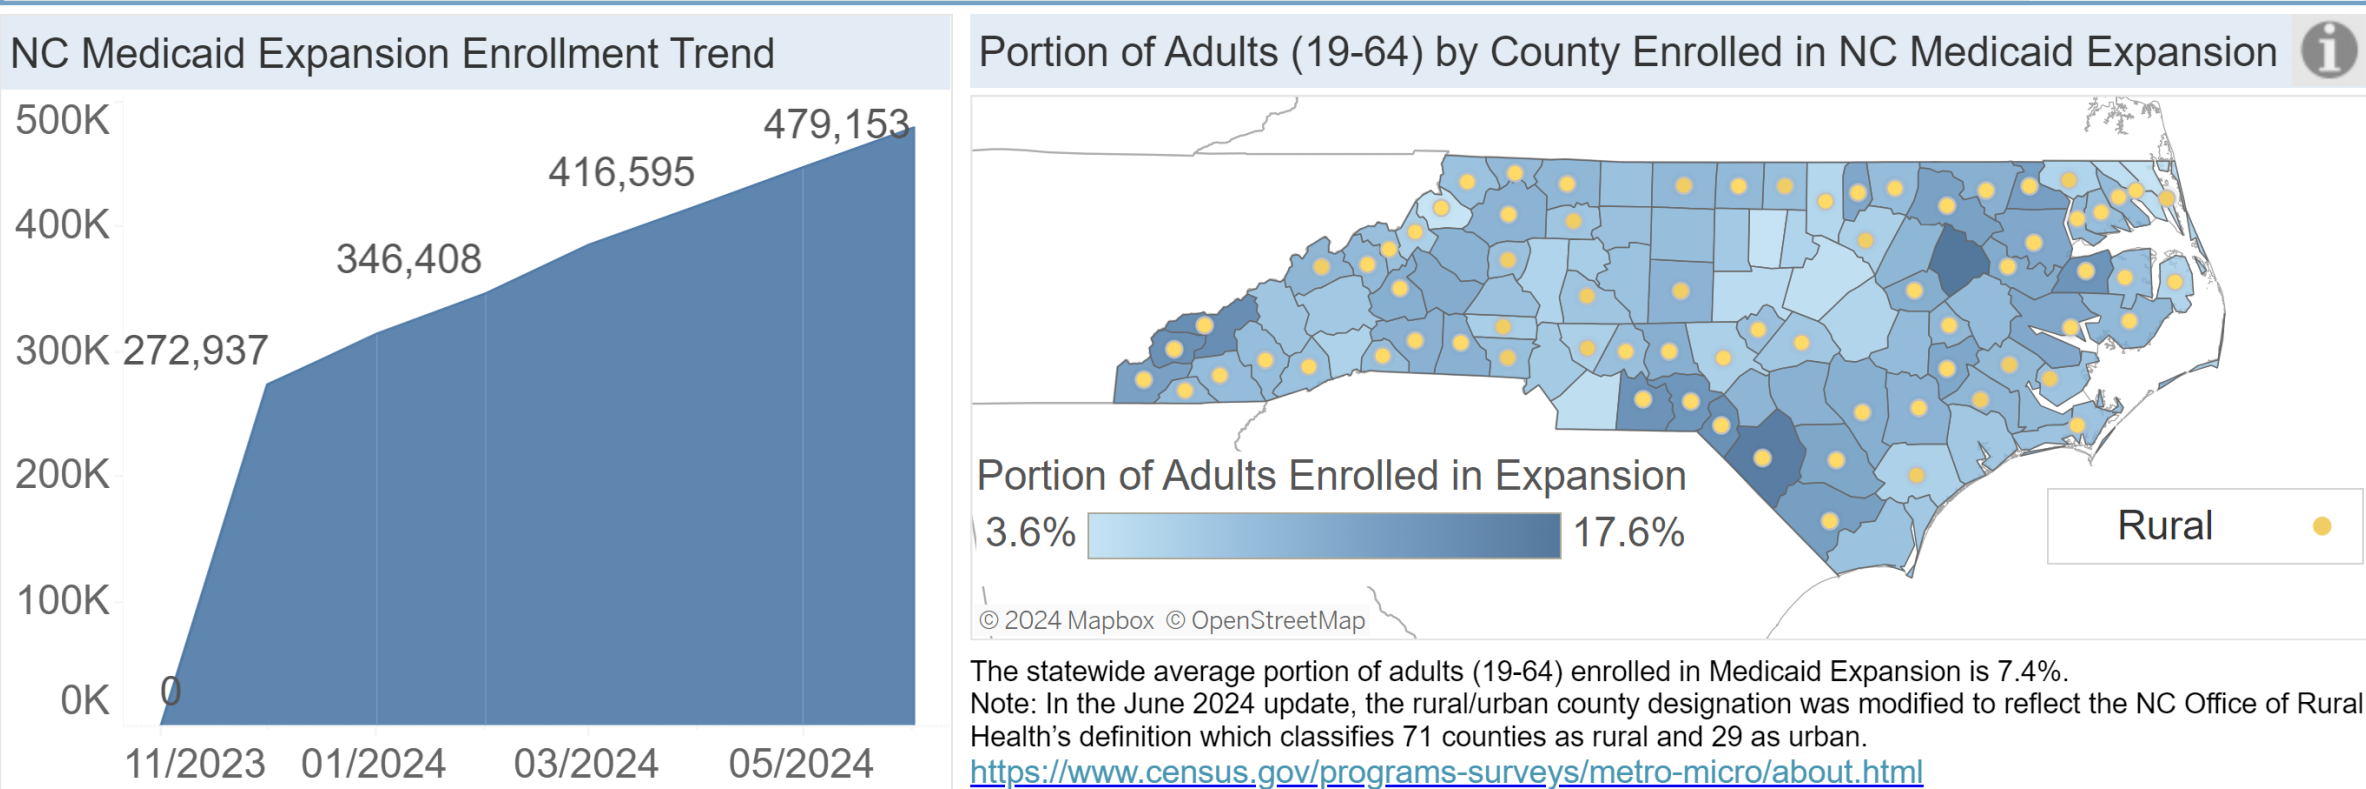 NC Medicaid Expansion Enrollment Trend
500K
400K
300K
200K
100K
0K
0
272,937
346,408
416,595
479,153
11/2023
01/2024
03/2024
05/2024
Portion of Adults (19-64) by County Enrolled in NC Medicaid Expansion
i
Portion of Adults Enrolled in Expansion
3.6%
17.6%
Rural
© 2024 Mapbox © OpenStreetMap
The statewide average portion of adults (19-64) enrolled in Medicaid Expansion is 7.4%.
Note: In the June 2024 update, the rural/urban county designation was modified to reflect the NC Office of Rural
Health’s definition which classifies 71 counties as rural and 29 as urban.
https://www.census.gov/programs-surveys/metro-micro/about.html